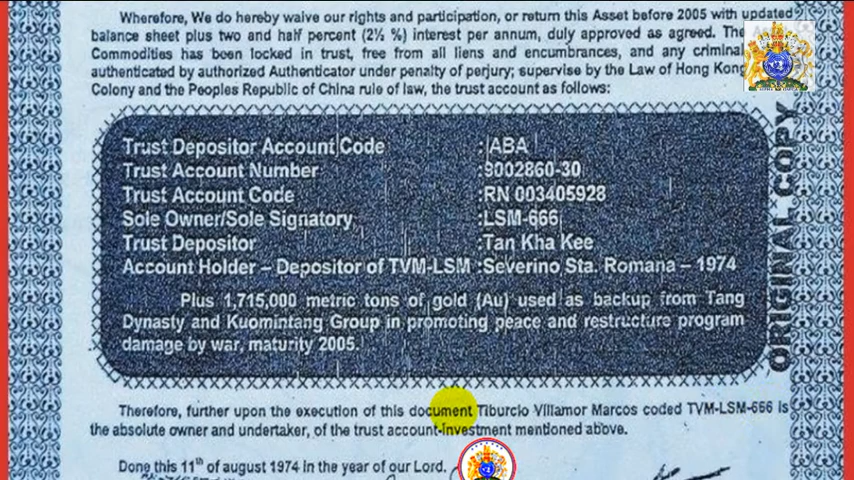 Wherefore, We do hereby waive our rights and participation, or return this Asset before 2005 with updated
balance sheet plus two and half percent (2½ %) interest per annum, duly approved as agreed. The
Commodities has been locked in trust, free from all liens and encumbrances, and any criminal
authenticated by authorized Authenticator under penalty of perjury; supervise by the Law of Hong Kong
Colony and the Peoples Republic of China rule of law, the trust account as follows:
Trust Depositor Account Code : ABA
Trust Account Number :9002860-30
Trust Account Code :RN 003405928
Sole Owner/Sole Signatory :LSM-666
Trust Depositor :Tan Kha Kee
Account Holder – Depositor of TVM-LSM :Severino Sta. Romana – 1974
Plus 1,715,000 metric tons of gold (Au) used as backup from Tang
Dynasty and Kuomintang Group in promoting peace and restructure program
damage by war, maturity 2005.
ORIGINAL COPY
Therefore, further upon the execution of this document Tiburcio Villamor Marcos coded TVM-LSM-666 is
the absolute owner and undertaker, of the trust account-investment mentioned above.
Done this 11th of august 1974 in the year of our Lord.